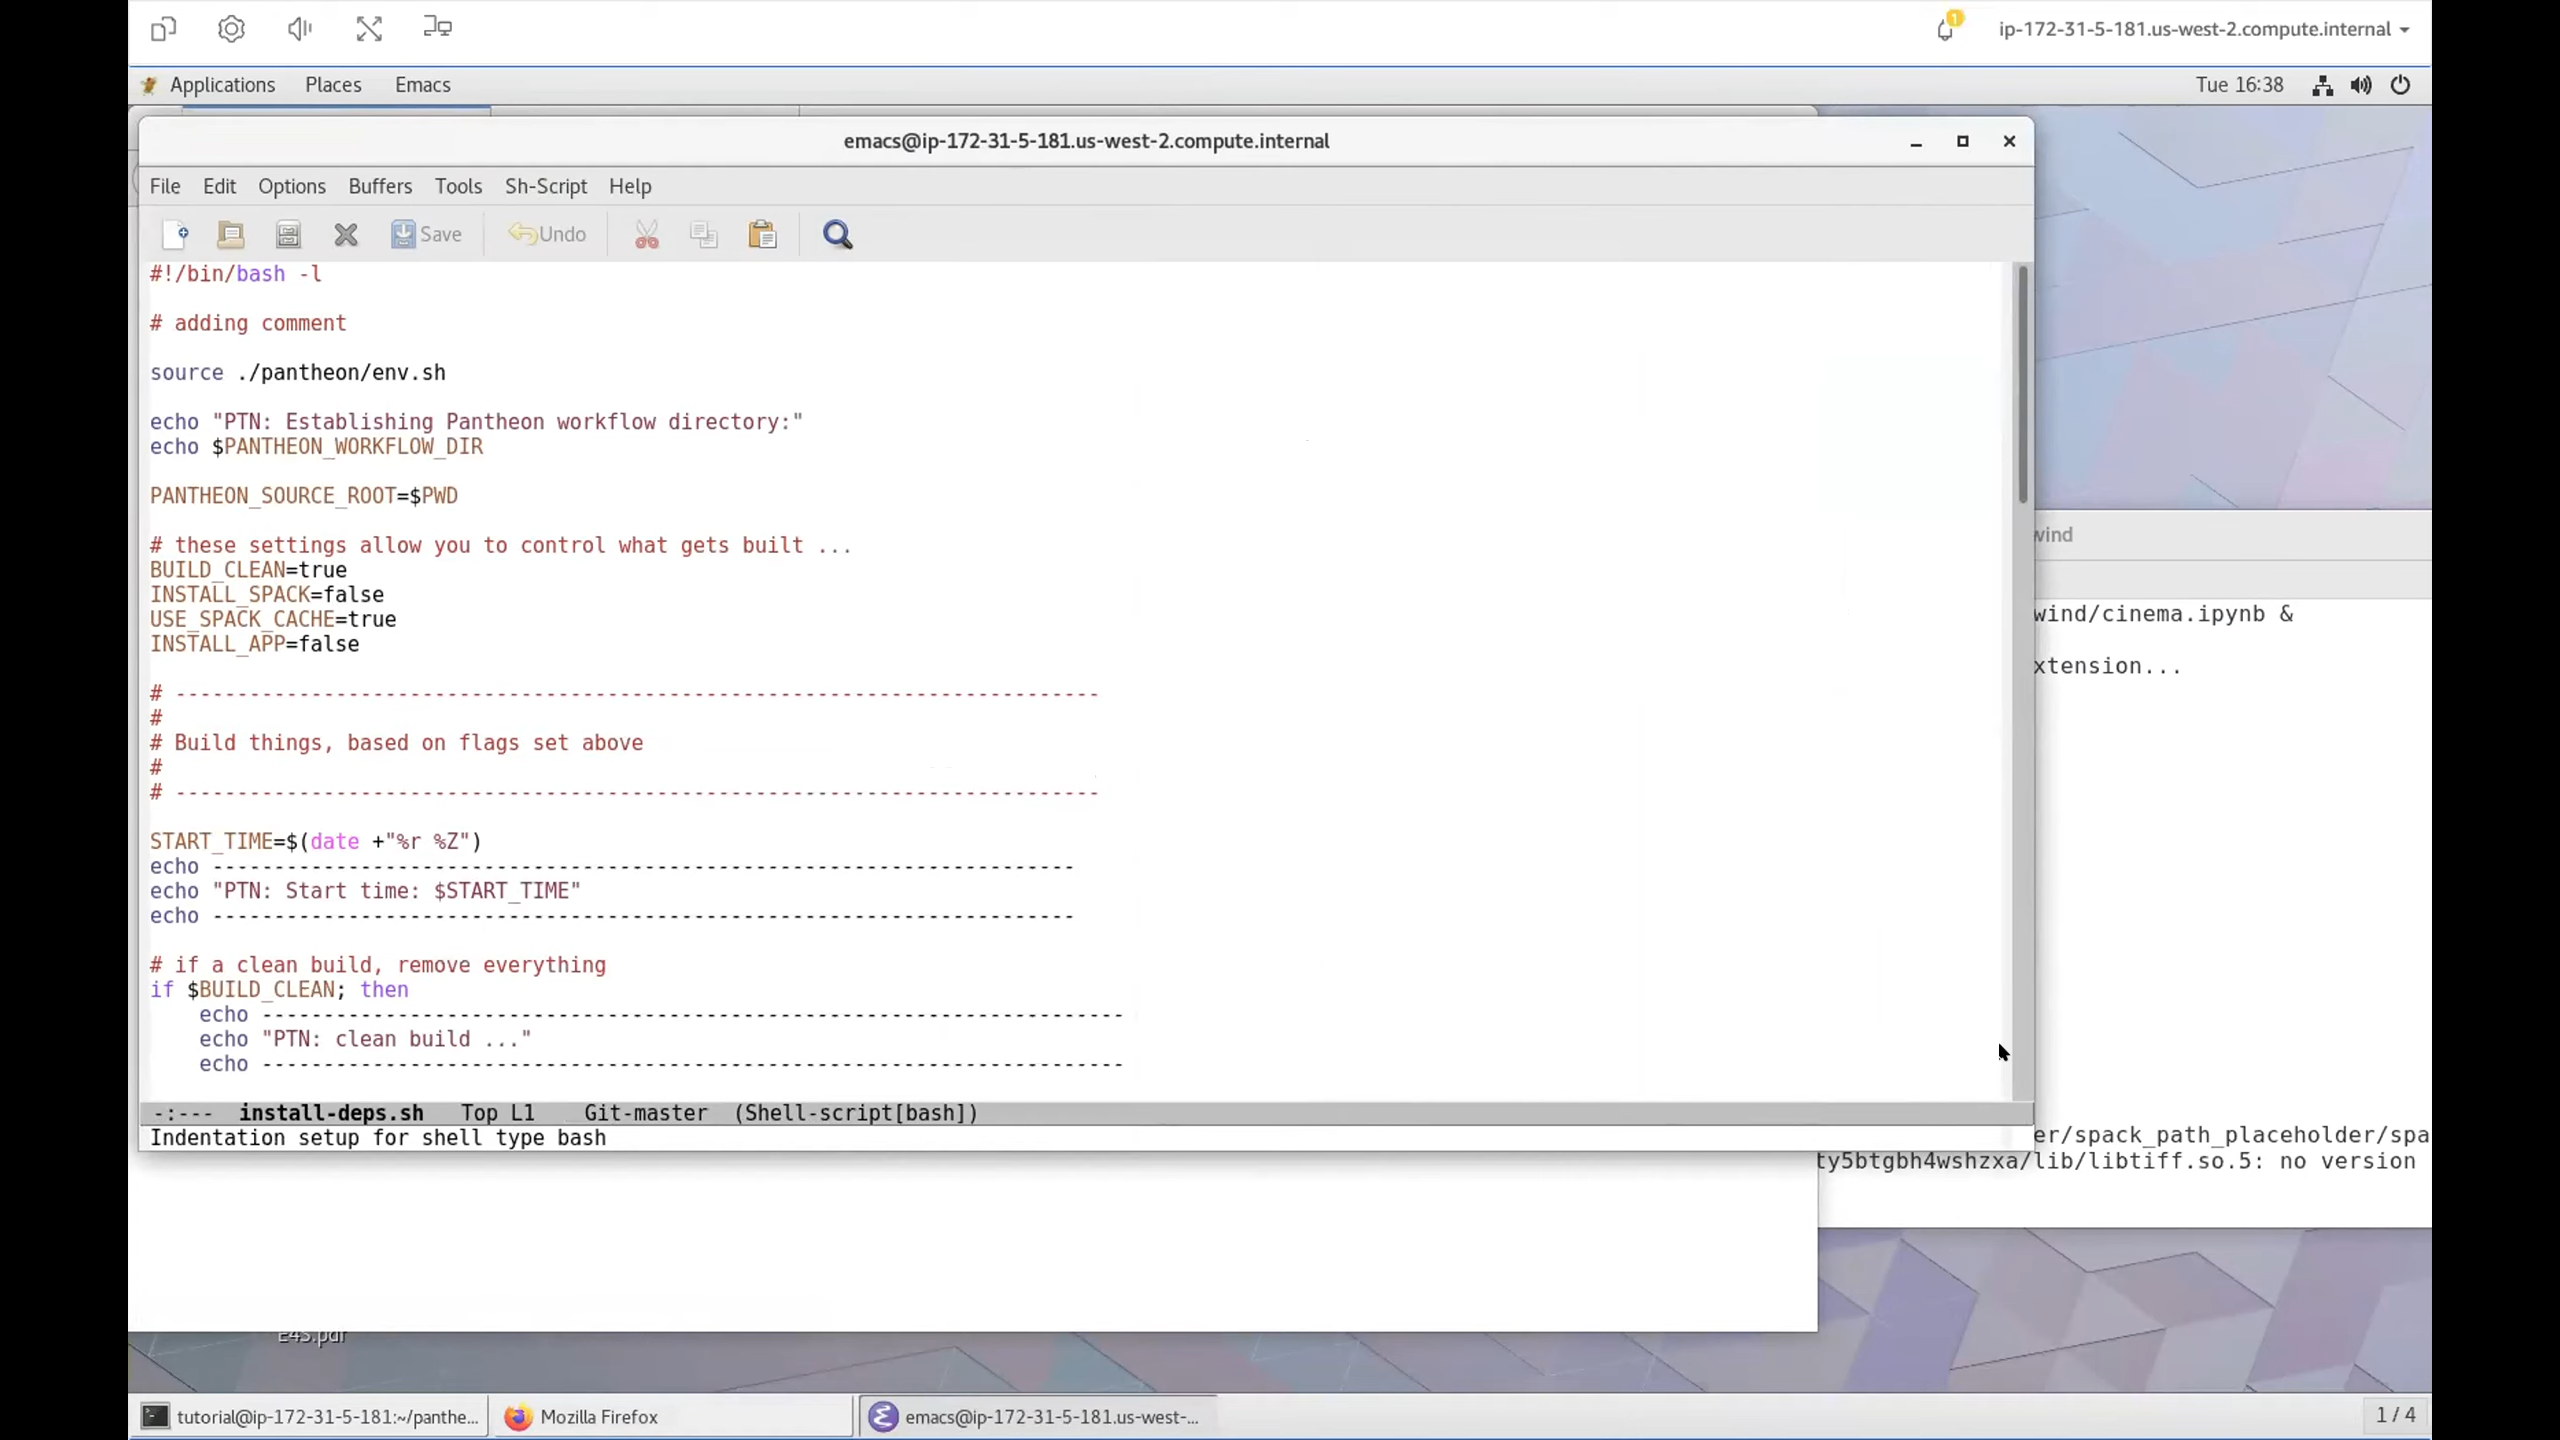 ip-172-31-5-181.us-west-2.compute.internal
1
Applications Places Emacs
Tue 16:38
emacs@ip-172-31-5-181.us-west-2.compute.internal
File Edit Options Buffers Tools Sh-Script Help
Save Undo
#!/bin/bash -l
# adding comment
source ./pantheon/env.sh
echo "PTN: Establishing Pantheon workflow directory:"
echo $PANTHEON_WORKFLOW_DIR
PANTHEON_SOURCE_ROOT=$PWD
# these settings allow you to control what gets built ...
BUILD_CLEAN=true
INSTALL_SPACK=false
USE_SPACK_CACHE=true
INSTALL_APP=false
# ---------------------------------------------------------------------------
#
# Build things, based on flags set above
#
# ---------------------------------------------------------------------------
START_TIME=$(date +"%r %Z")
echo ----------------------------------------------------------------------
echo "PTN: Start time: $START_TIME"
echo ----------------------------------------------------------------------
# if a clean build, remove everything
if $BUILD_CLEAN; then
echo ----------------------------------------------------------------------
echo "PTN: clean build ..."
echo ----------------------------------------------------------------------
-:--- install-deps.sh Top L1 Git-master (Shell-script[bash])
Indentation setup for shell type bash
wind
wind/cinema.ipynb &
xtension...
er/spack_path_placeholder/spa
ty5btgbh4wshzxa/lib/libtiff.so.5: no version
E4S.pdf
tutorial@ip-172-31-5-181:~/panthe...
Mozilla Firefox
emacs@ip-172-31-5-181.us-west-...
1 / 4